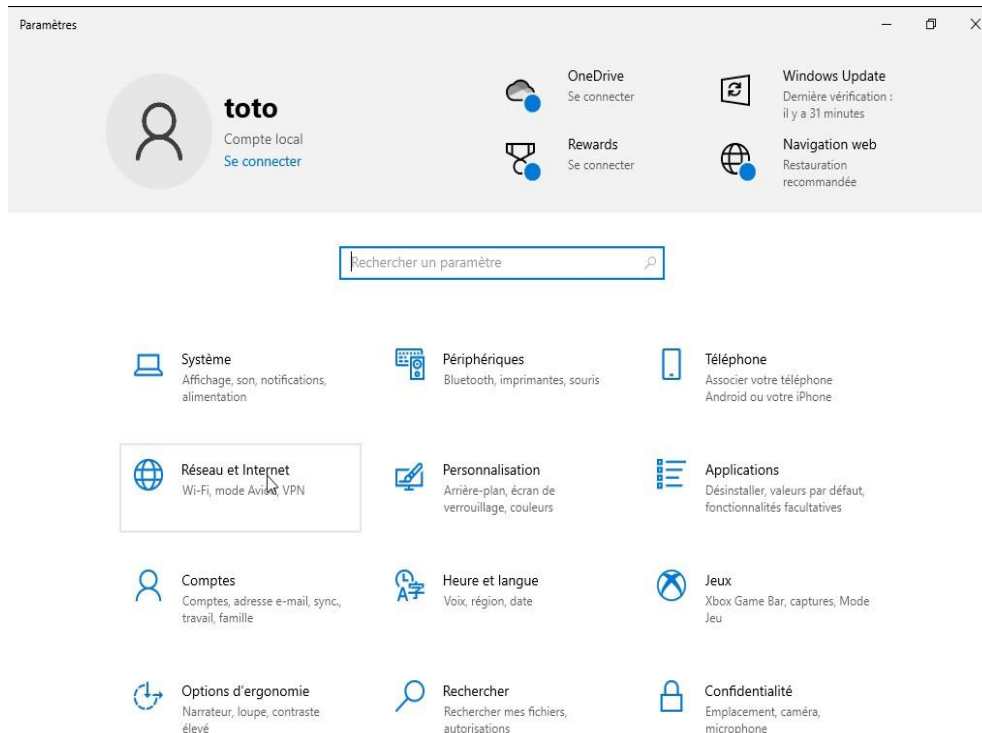 Paramètres
toto
Compte local
Se connecter
OneDrive
Se connecter
Windows Update
Dernière vérification :
il y a 31 minutes
Rewards
Se connecter
Navigation web
Restauration
recommandée
Rechercher un paramètre
Système
Affichage, son, notifications,
alimentation
Périphériques
Bluetooth, imprimantes, souris
Téléphone
Associer votre téléphone
Android ou votre iPhone
Réseau et Internet
Wi-Fi, mode Avion, VPN
Personnalisation
Arrière-plan, écran de
verrouillage, couleurs
Applications
Désinstaller, valeurs par défaut,
fonctionnalités facultatives
Comptes
Comptes, adresse e-mail, sync.,
travail, famille
Heure et langue
Voix, région, date
Jeux
Xbox Game Bar, captures, Mode
Jeu
Options d'ergonomie
Narrateur, loupe, contraste
élevé
Rechercher
Rechercher mes fichiers,
autorisations
Confidentialité
Emplacement, caméra,
microphone